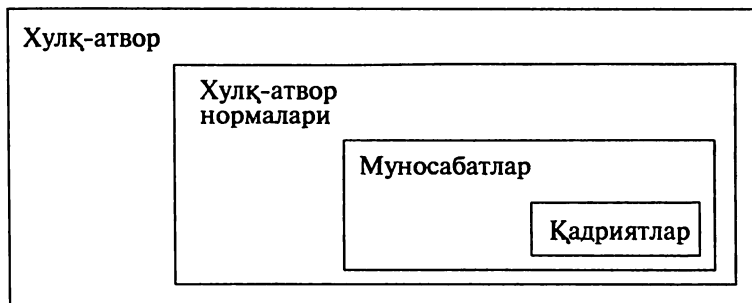 Хулқ-атвор
Хулқ-атвор
нормалари
Муносабатлар
Қадриятлар